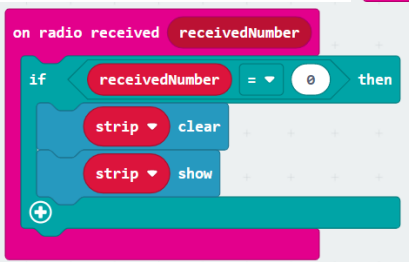 on radio received receivedNumber
if receivedNumber = 0 then
strip clear
strip show